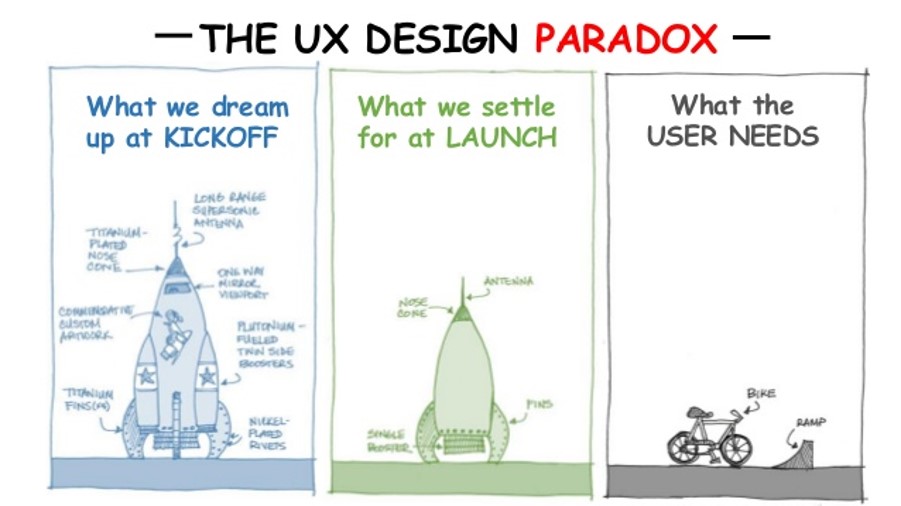 THE UX DESIGN PARADOX
What we dream
up at KICKOFF
LONG RANGE
SUPERSONIC
ANTENNA
TITANIUM-
PLATED
NOSE
CONE
ONE WAY
MIRROR
VIEWPORT
COMMEMORATIVE
CUSTOM
ARTWORK
PLUTONIUM-
FUELED
TWIN SIDE
BOOSTERS
TITANIUM
NICKEL-
PLATED
RIVETS
What we settle
for at LAUNCH
ANTENNA
NOSE
CONE
FINS
SINGLE
BOOSTER
What the
USER NEEDS
BIKE
RAMP